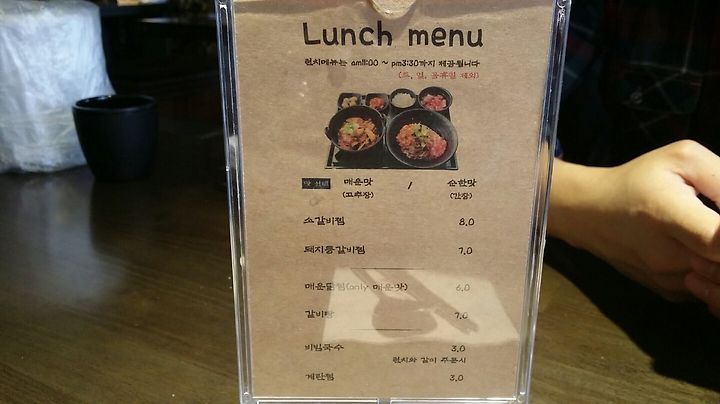 Lunch menu
런치메뉴는 am11:00 ~ pm3:30까지 제공됩니다
(토, 일, 공휴일 제외)
맛 선택 매운맛 / 순한맛
(고추장) (간장)
소갈비찜 8.0
돼지등갈비찜 7.0
매운닭찜(only 매운맛) 6.0
갈비탕 7.0
비빔국수 3.0
런치와 같이 주문시
계란찜 3.0